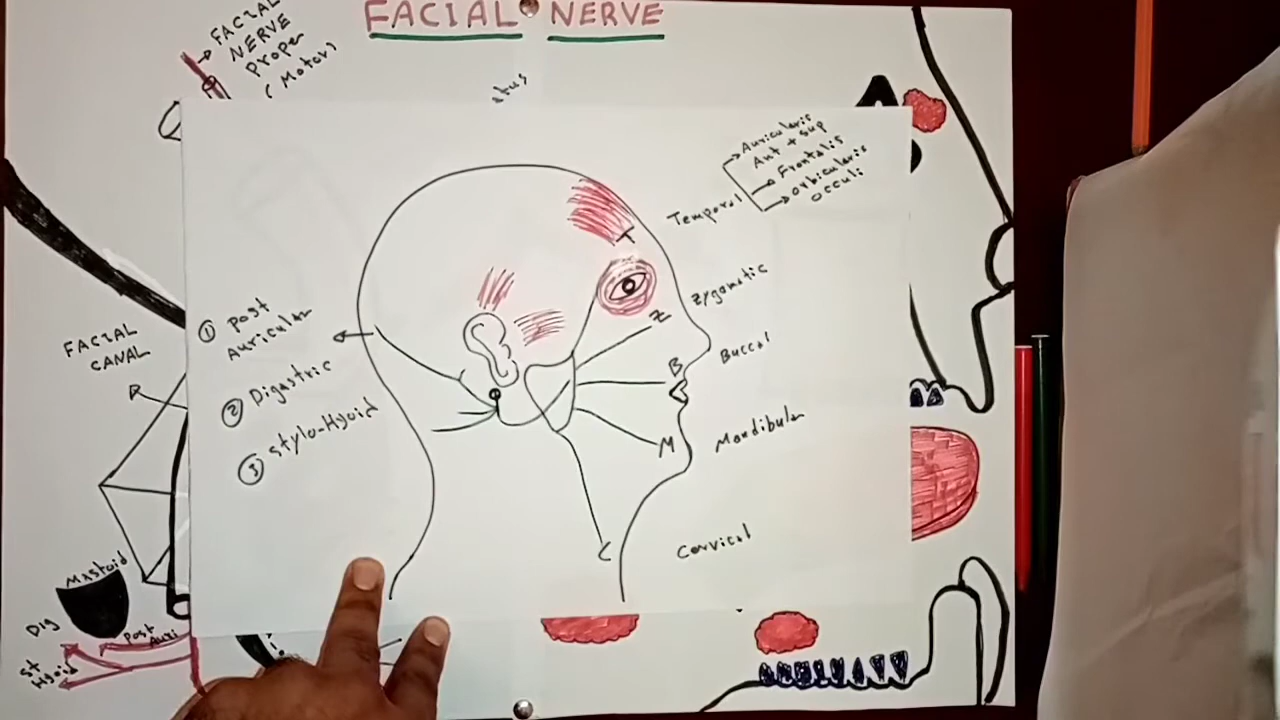 FACIAL NERVE
FACIAL
NERVE
Proper
(Motor)
atus
Auricularis
Ant + sup
Frontalis
orbicularis
occuli
Temporal
T
Zygomatic
Z
Buccal
B
Mandibular
M
Cervical
C
① Post
Auricular
② Digastric
③ Stylo-Hyoid
FACIAL
CANAL
Mastoid
Dig
Post Auri
St
Hyoid